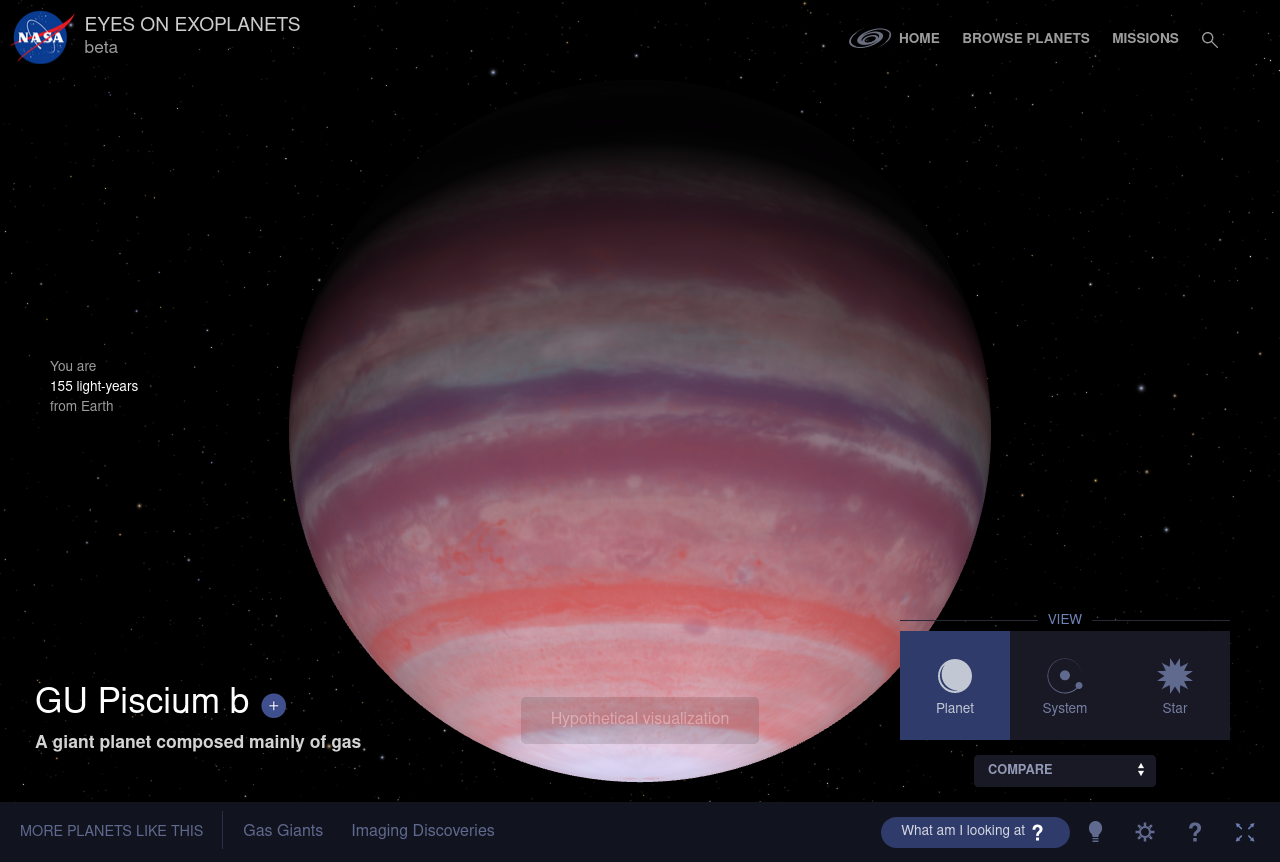 NASA
EYES ON EXOPLANETS
beta
HOME
BROWSE PLANETS
MISSIONS
You are
155 light-years
from Earth
GU Piscium b +
A giant planet composed mainly of gas
Hypothetical visualization
VIEW
Planet
System
Star
COMPARE
MORE PLANETS LIKE THIS
Gas Giants
Imaging Discoveries
What am I looking at ?
?